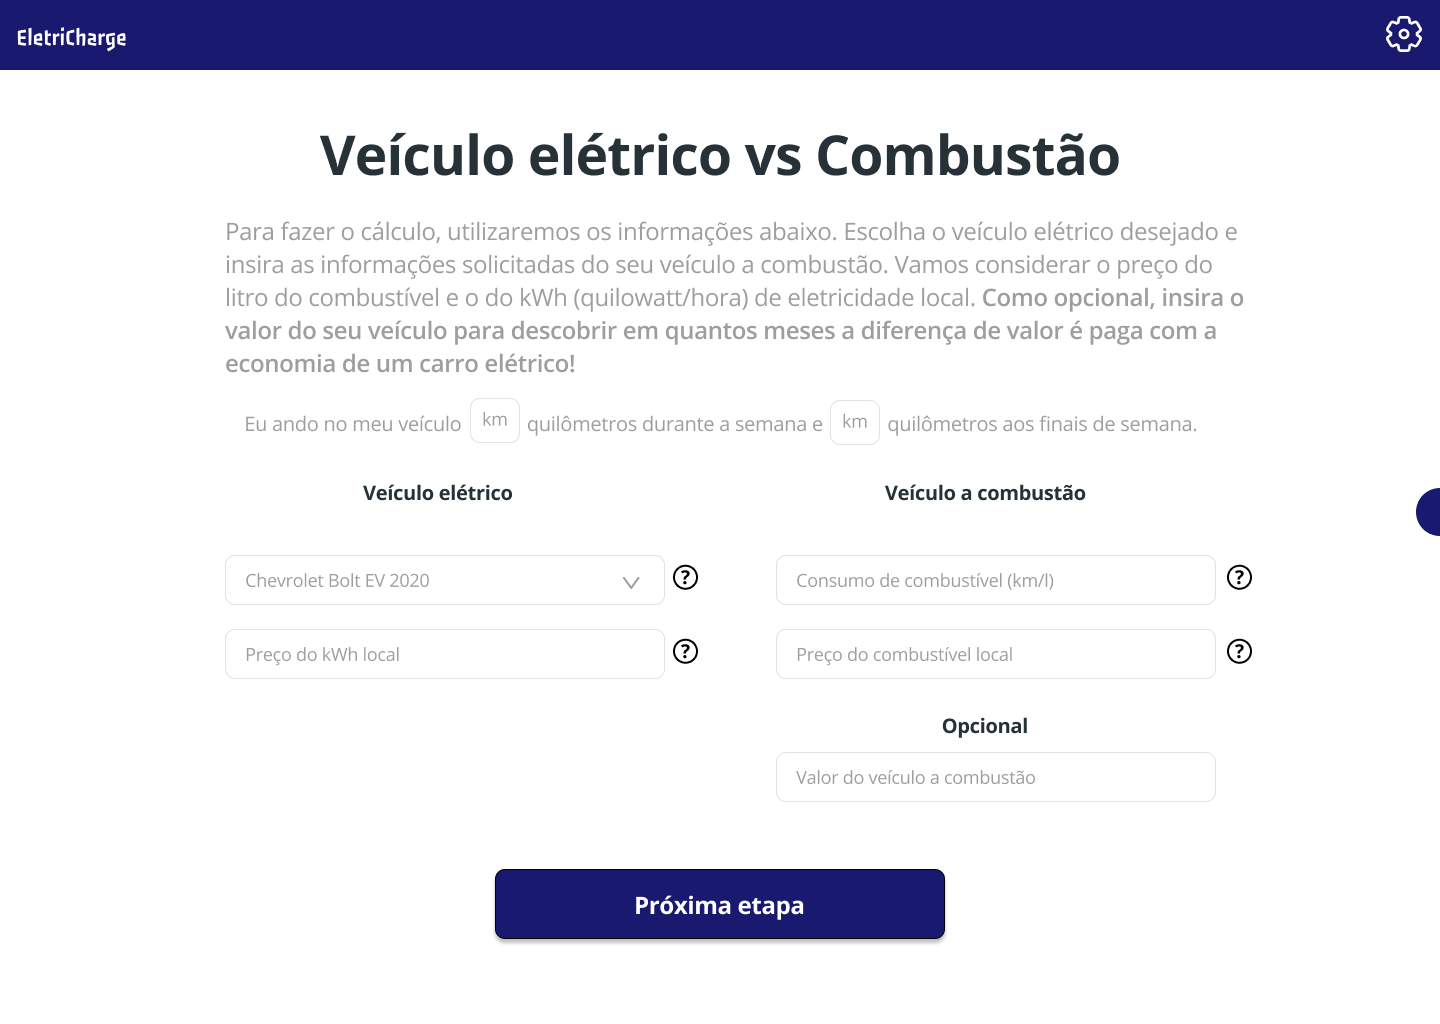 EletriCharge
Veículo elétrico vs Combustão
Para fazer o cálculo, utilizaremos os informações abaixo. Escolha o veículo elétrico desejado e
insira as informações solicitadas do seu veículo a combustão. Vamos considerar o preço do
litro do combustível e o do kWh (quilowatt/hora) de eletricidade local. Como opcional, insira o
valor do seu veículo para descobrir em quantos meses a diferença de valor é paga com a
economia de um carro elétrico!
Eu ando no meu veículo km quilômetros durante a semana e km quilômetros aos finais de semana.
Veículo elétrico
Chevrolet Bolt EV 2020 ?
Preço do kWh local ?
Veículo a combustão
Consumo de combustível (km/l) ?
Preço do combustível local ?
Opcional
Valor do veículo a combustão
Próxima etapa